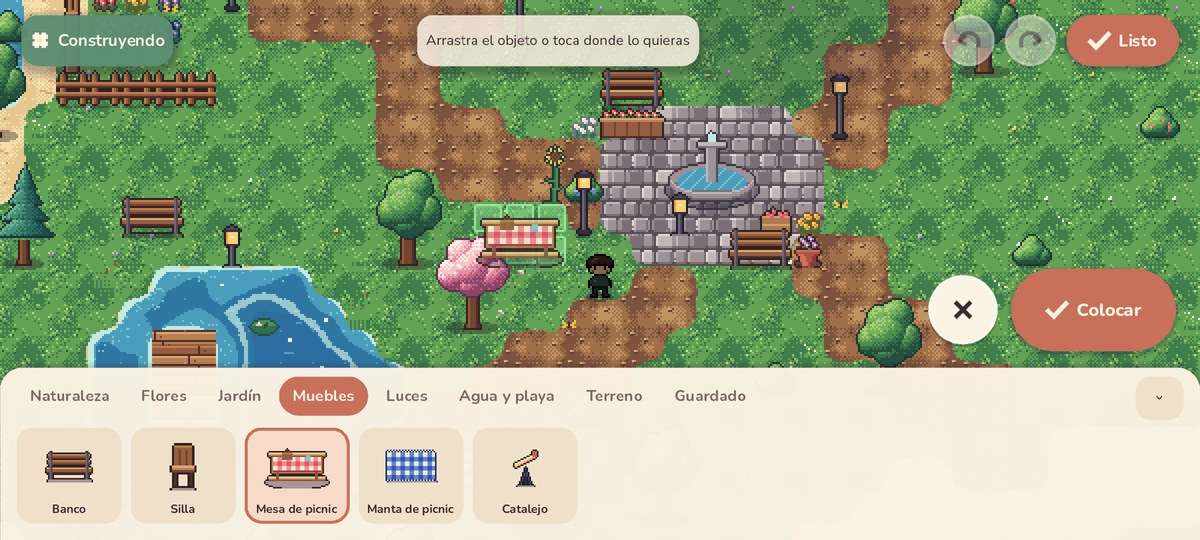 Construyendo
Arrastra el objeto o toca donde lo quieras
Listo
Colocar
Naturaleza Flores Jardín Muebles Luces Agua y playa Terreno Guardado
Banco Silla Mesa de picnic Manta de picnic Catalejo